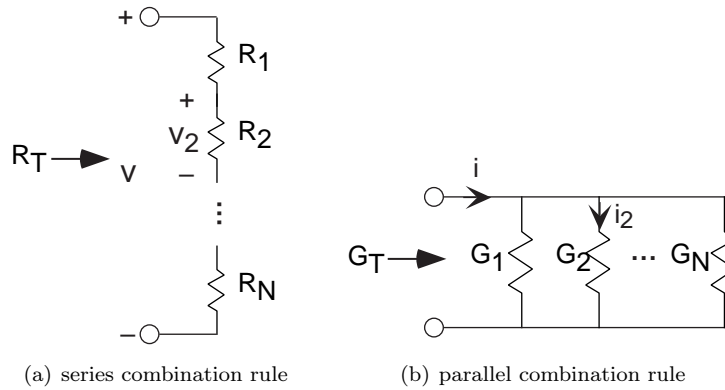 +
R1
+
RT
v
v2
R2
–
...
RN
–
(a) series combination rule
i
i2
GT
G1
G2
...
GN
(b) parallel combination rule